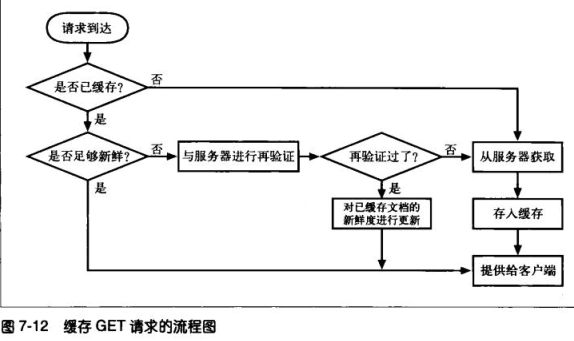 请求到达
是否已缓存?
否
是
是否足够新鲜?
否
与服务器进行再验证
再验证过了?
否
从服务器获取
是
是
对已缓存文档的
新鲜度进行更新
存入缓存
提供给客户端
图 7-12 缓存 GET 请求的流程图